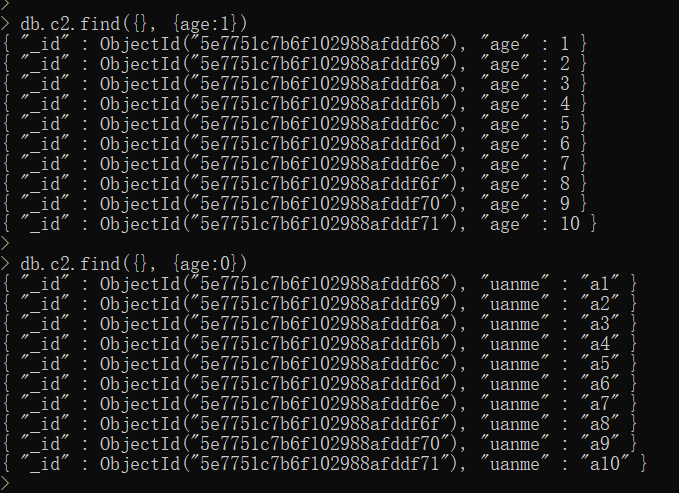 >
> db.c2.find({}, {age:1})
{ "_id" : ObjectId("5e7751c7b6f102988afddf68"), "age" : 1 }
{ "_id" : ObjectId("5e7751c7b6f102988afddf69"), "age" : 2 }
{ "_id" : ObjectId("5e7751c7b6f102988afddf6a"), "age" : 3 }
{ "_id" : ObjectId("5e7751c7b6f102988afddf6b"), "age" : 4 }
{ "_id" : ObjectId("5e7751c7b6f102988afddf6c"), "age" : 5 }
{ "_id" : ObjectId("5e7751c7b6f102988afddf6d"), "age" : 6 }
{ "_id" : ObjectId("5e7751c7b6f102988afddf6e"), "age" : 7 }
{ "_id" : ObjectId("5e7751c7b6f102988afddf6f"), "age" : 8 }
{ "_id" : ObjectId("5e7751c7b6f102988afddf70"), "age" : 9 }
{ "_id" : ObjectId("5e7751c7b6f102988afddf71"), "age" : 10 }
>
> db.c2.find({}, {age:0})
{ "_id" : ObjectId("5e7751c7b6f102988afddf68"), "uanme" : "a1" }
{ "_id" : ObjectId("5e7751c7b6f102988afddf69"), "uanme" : "a2" }
{ "_id" : ObjectId("5e7751c7b6f102988afddf6a"), "uanme" : "a3" }
{ "_id" : ObjectId("5e7751c7b6f102988afddf6b"), "uanme" : "a4" }
{ "_id" : ObjectId("5e7751c7b6f102988afddf6c"), "uanme" : "a5" }
{ "_id" : ObjectId("5e7751c7b6f102988afddf6d"), "uanme" : "a6" }
{ "_id" : ObjectId("5e7751c7b6f102988afddf6e"), "uanme" : "a7" }
{ "_id" : ObjectId("5e7751c7b6f102988afddf6f"), "uanme" : "a8" }
{ "_id" : ObjectId("5e7751c7b6f102988afddf70"), "uanme" : "a9" }
{ "_id" : ObjectId("5e7751c7b6f102988afddf71"), "uanme" : "a10" }
>